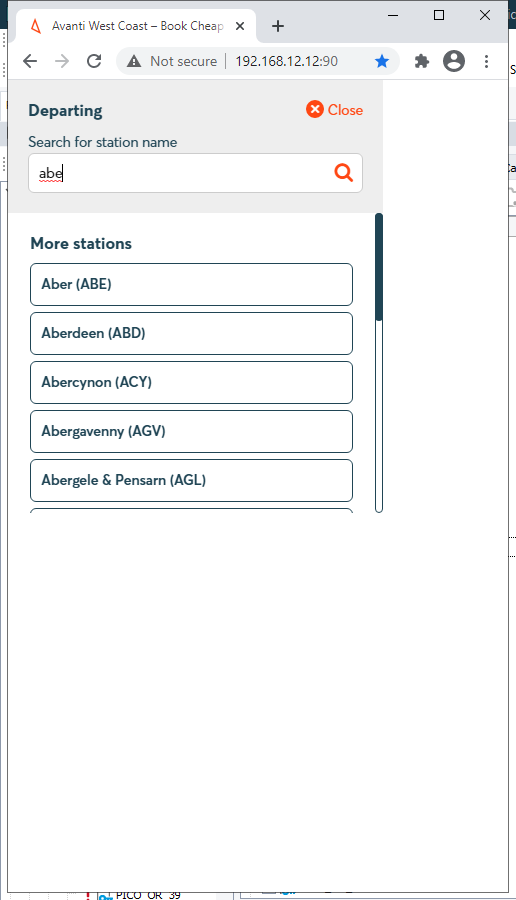 Avanti West Coast – Book Cheap
Not secure
192.168.12.12:90
Departing
Close
Search for station name
abe
More stations
Aber (ABE)
Aberdeen (ABD)
Abercynon (ACY)
Abergavenny (AGV)
Abergele & Pensarn (AGL)
PICO OR 39